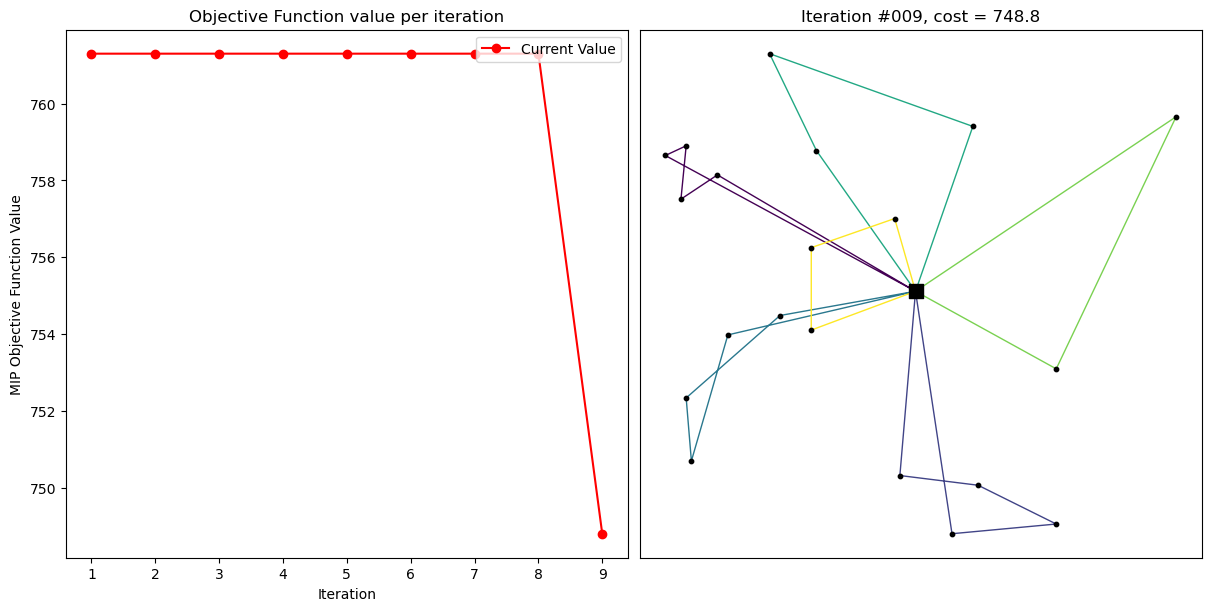 Objective Function value per iteration
Current Value
MIP Objective Function Value
760
758
756
754
752
750
1 2 3 4 5 6 7 8 9
Iteration
Iteration #009, cost = 748.8